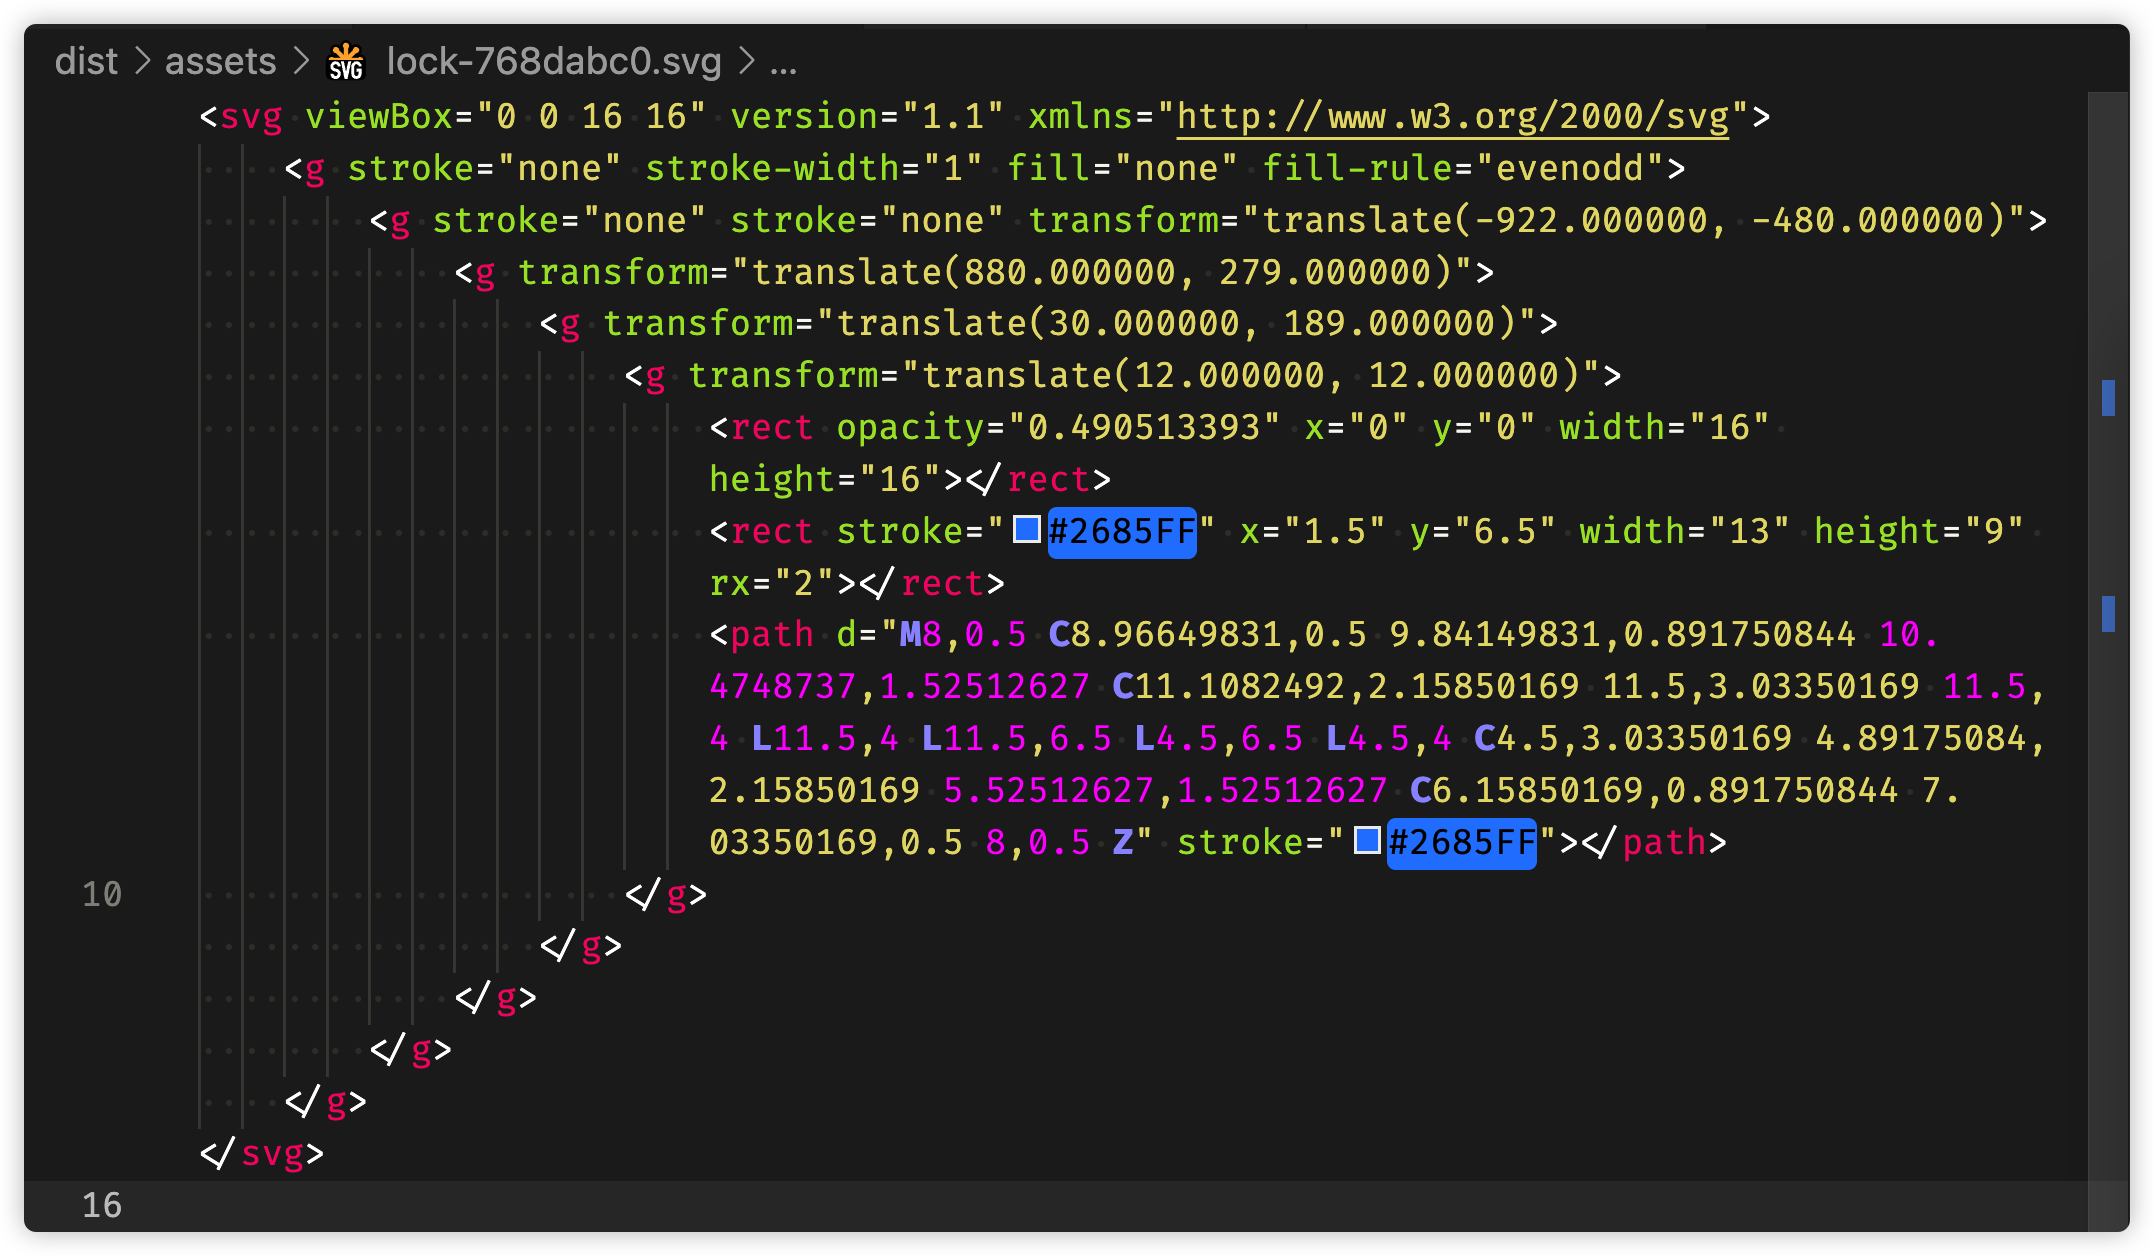 dist > assets > SVG lock-768dabc0.svg > ...
<svg viewBox="0 0 16 16" version="1.1" xmlns="http://www.w3.org/2000/svg">
<g stroke="none" stroke-width="1" fill="none" fill-rule="evenodd">
<g stroke="none" stroke="none" transform="translate(-922.000000, -480.000000)">
<g transform="translate(880.000000, 279.000000)">
<g transform="translate(30.000000, 189.000000)">
<g transform="translate(12.000000, 12.000000)">
<rect opacity="0.490513393" x="0" y="0" width="16"
height="16"></rect>
<rect stroke="#2685FF" x="1.5" y="6.5" width="13" height="9"
rx="2"></rect>
<path d="M8,0.5 C8.96649831,0.5 9.84149831,0.891750844 10.
4748737,1.52512627 C11.1082492,2.15850169 11.5,3.03350169 11.5,
4 L11.5,4 L11.5,6.5 L4.5,6.5 L4.5,4 C4.5,3.03350169 4.89175084,
2.15850169 5.52512627,1.52512627 C6.15850169,0.891750844 7.
03350169,0.5 8,0.5 Z" stroke="#2685FF"></path>
10 </g>
</g>
</g>
</g>
</g>
</svg>
16